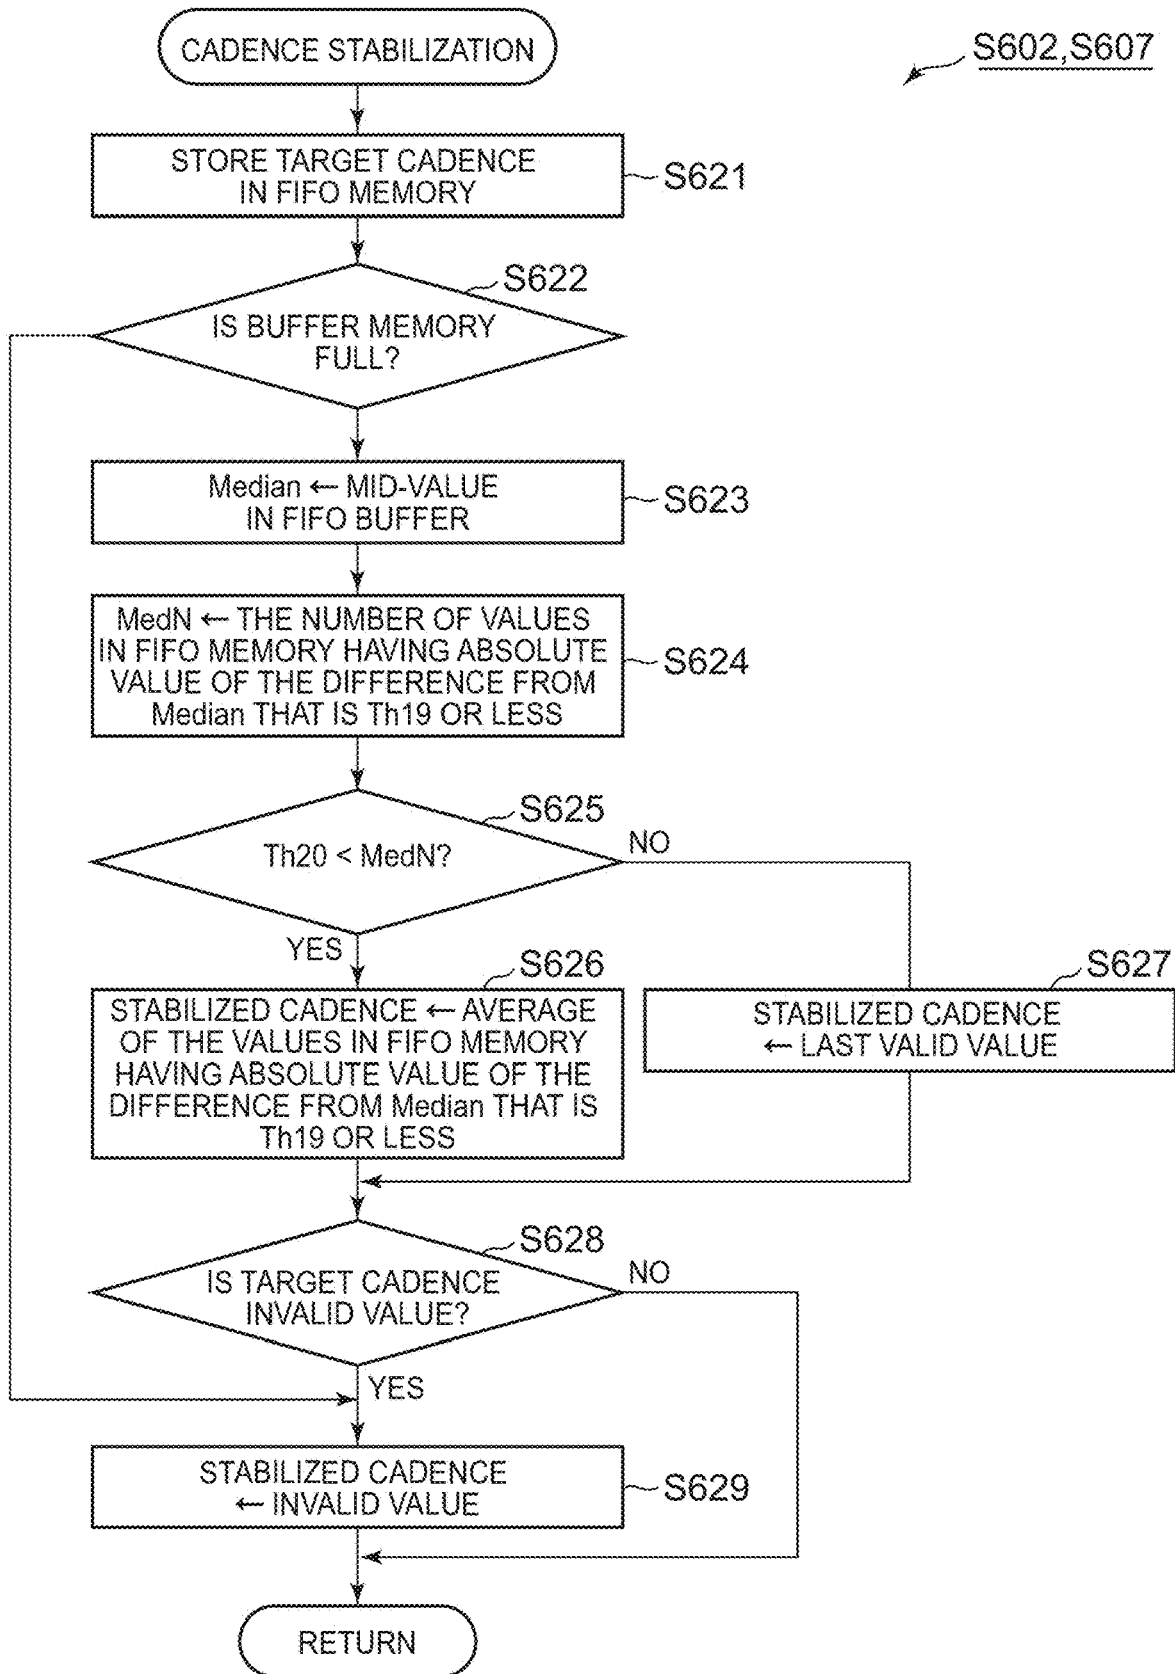 CADENCE STABILIZATION
S602,S607
STORE TARGET CADENCE
IN FIFO MEMORY
S621
S622
IS BUFFER MEMORY
FULL?
Median ← MID-VALUE
IN FIFO BUFFER
S623
MedN ← THE NUMBER OF VALUES
IN FIFO MEMORY HAVING ABSOLUTE
VALUE OF THE DIFFERENCE FROM
Median THAT IS Th19 OR LESS
S624
S625
Th20 < MedN?
NO
YES
S626
STABILIZED CADENCE ← AVERAGE
OF THE VALUES IN FIFO MEMORY
HAVING ABSOLUTE VALUE OF THE
DIFFERENCE FROM Median THAT IS
Th19 OR LESS
S627
STABILIZED CADENCE
← LAST VALID VALUE
S628
IS TARGET CADENCE
INVALID VALUE?
NO
YES
STABILIZED CADENCE
← INVALID VALUE
S629
RETURN